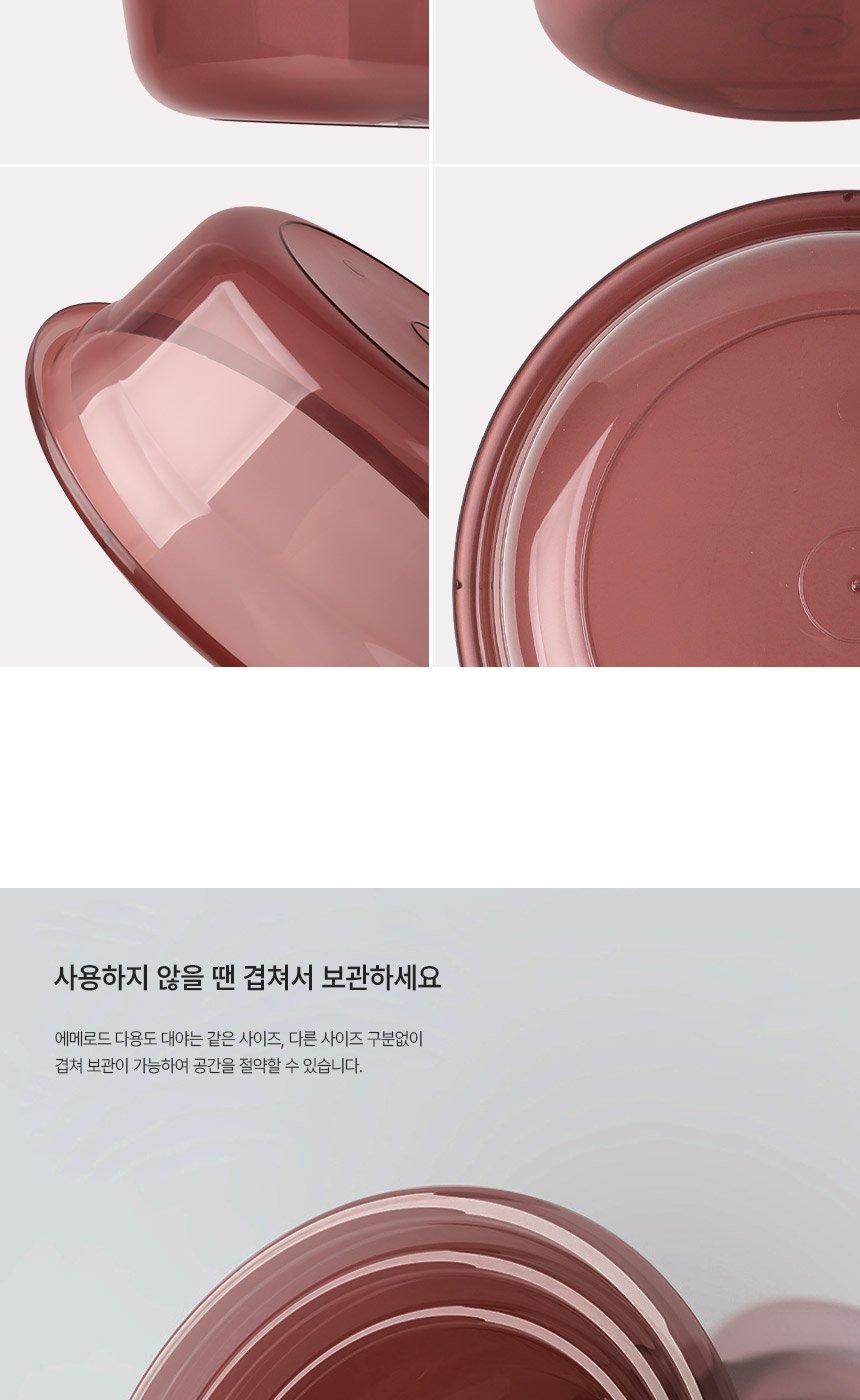 사용하지 않을 땐 겹쳐서 보관하세요
에메로드 다용도 대야는 같은 사이즈, 다른 사이즈 구분없이
겹쳐 보관이 가능하여 공간을 절약할 수 있습니다.